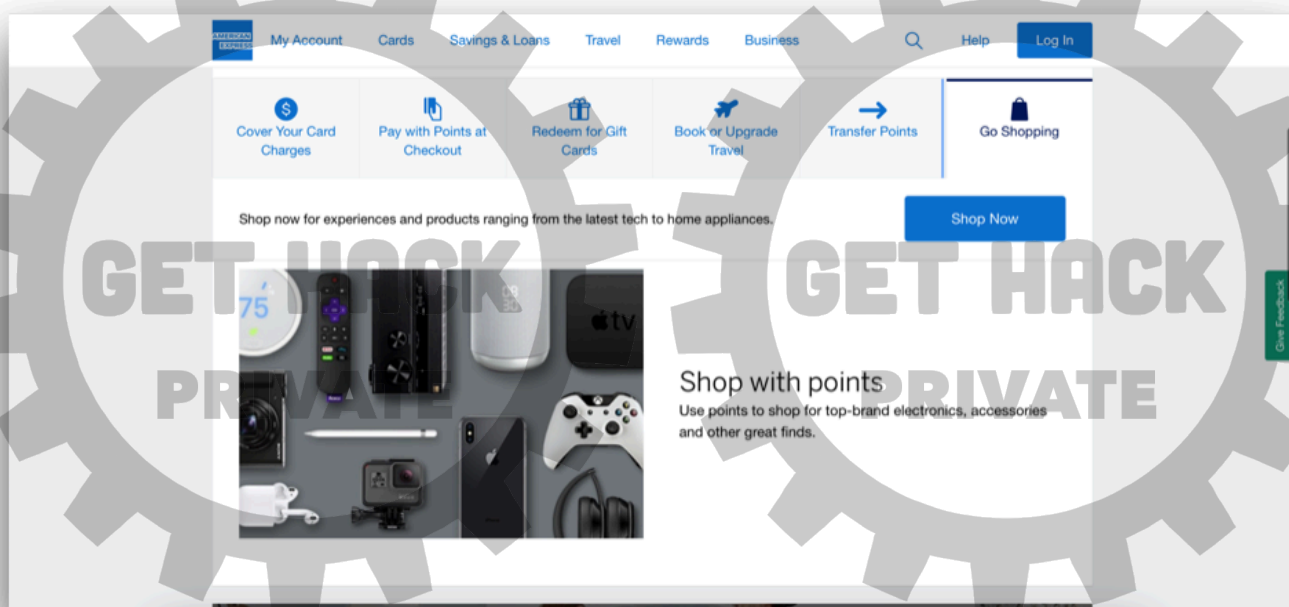 AMERICAN
EXPRESS
My Account
Cards
Savings & Loans
Travel
Rewards
Business
Help
Log In
$
Cover Your Card
Charges
Pay with Points at
Checkout
Redeem for Gift
Cards
Book or Upgrade
Travel
Transfer Points
Go Shopping
Shop now for experiences and products ranging from the latest tech to home appliances.
Shop Now
GET HACK
PRIVATE
GET HACK
PRIVATE
75
tv
Shop with points
Use points to shop for top-brand electronics, accessories
and other great finds.
Give Feedback